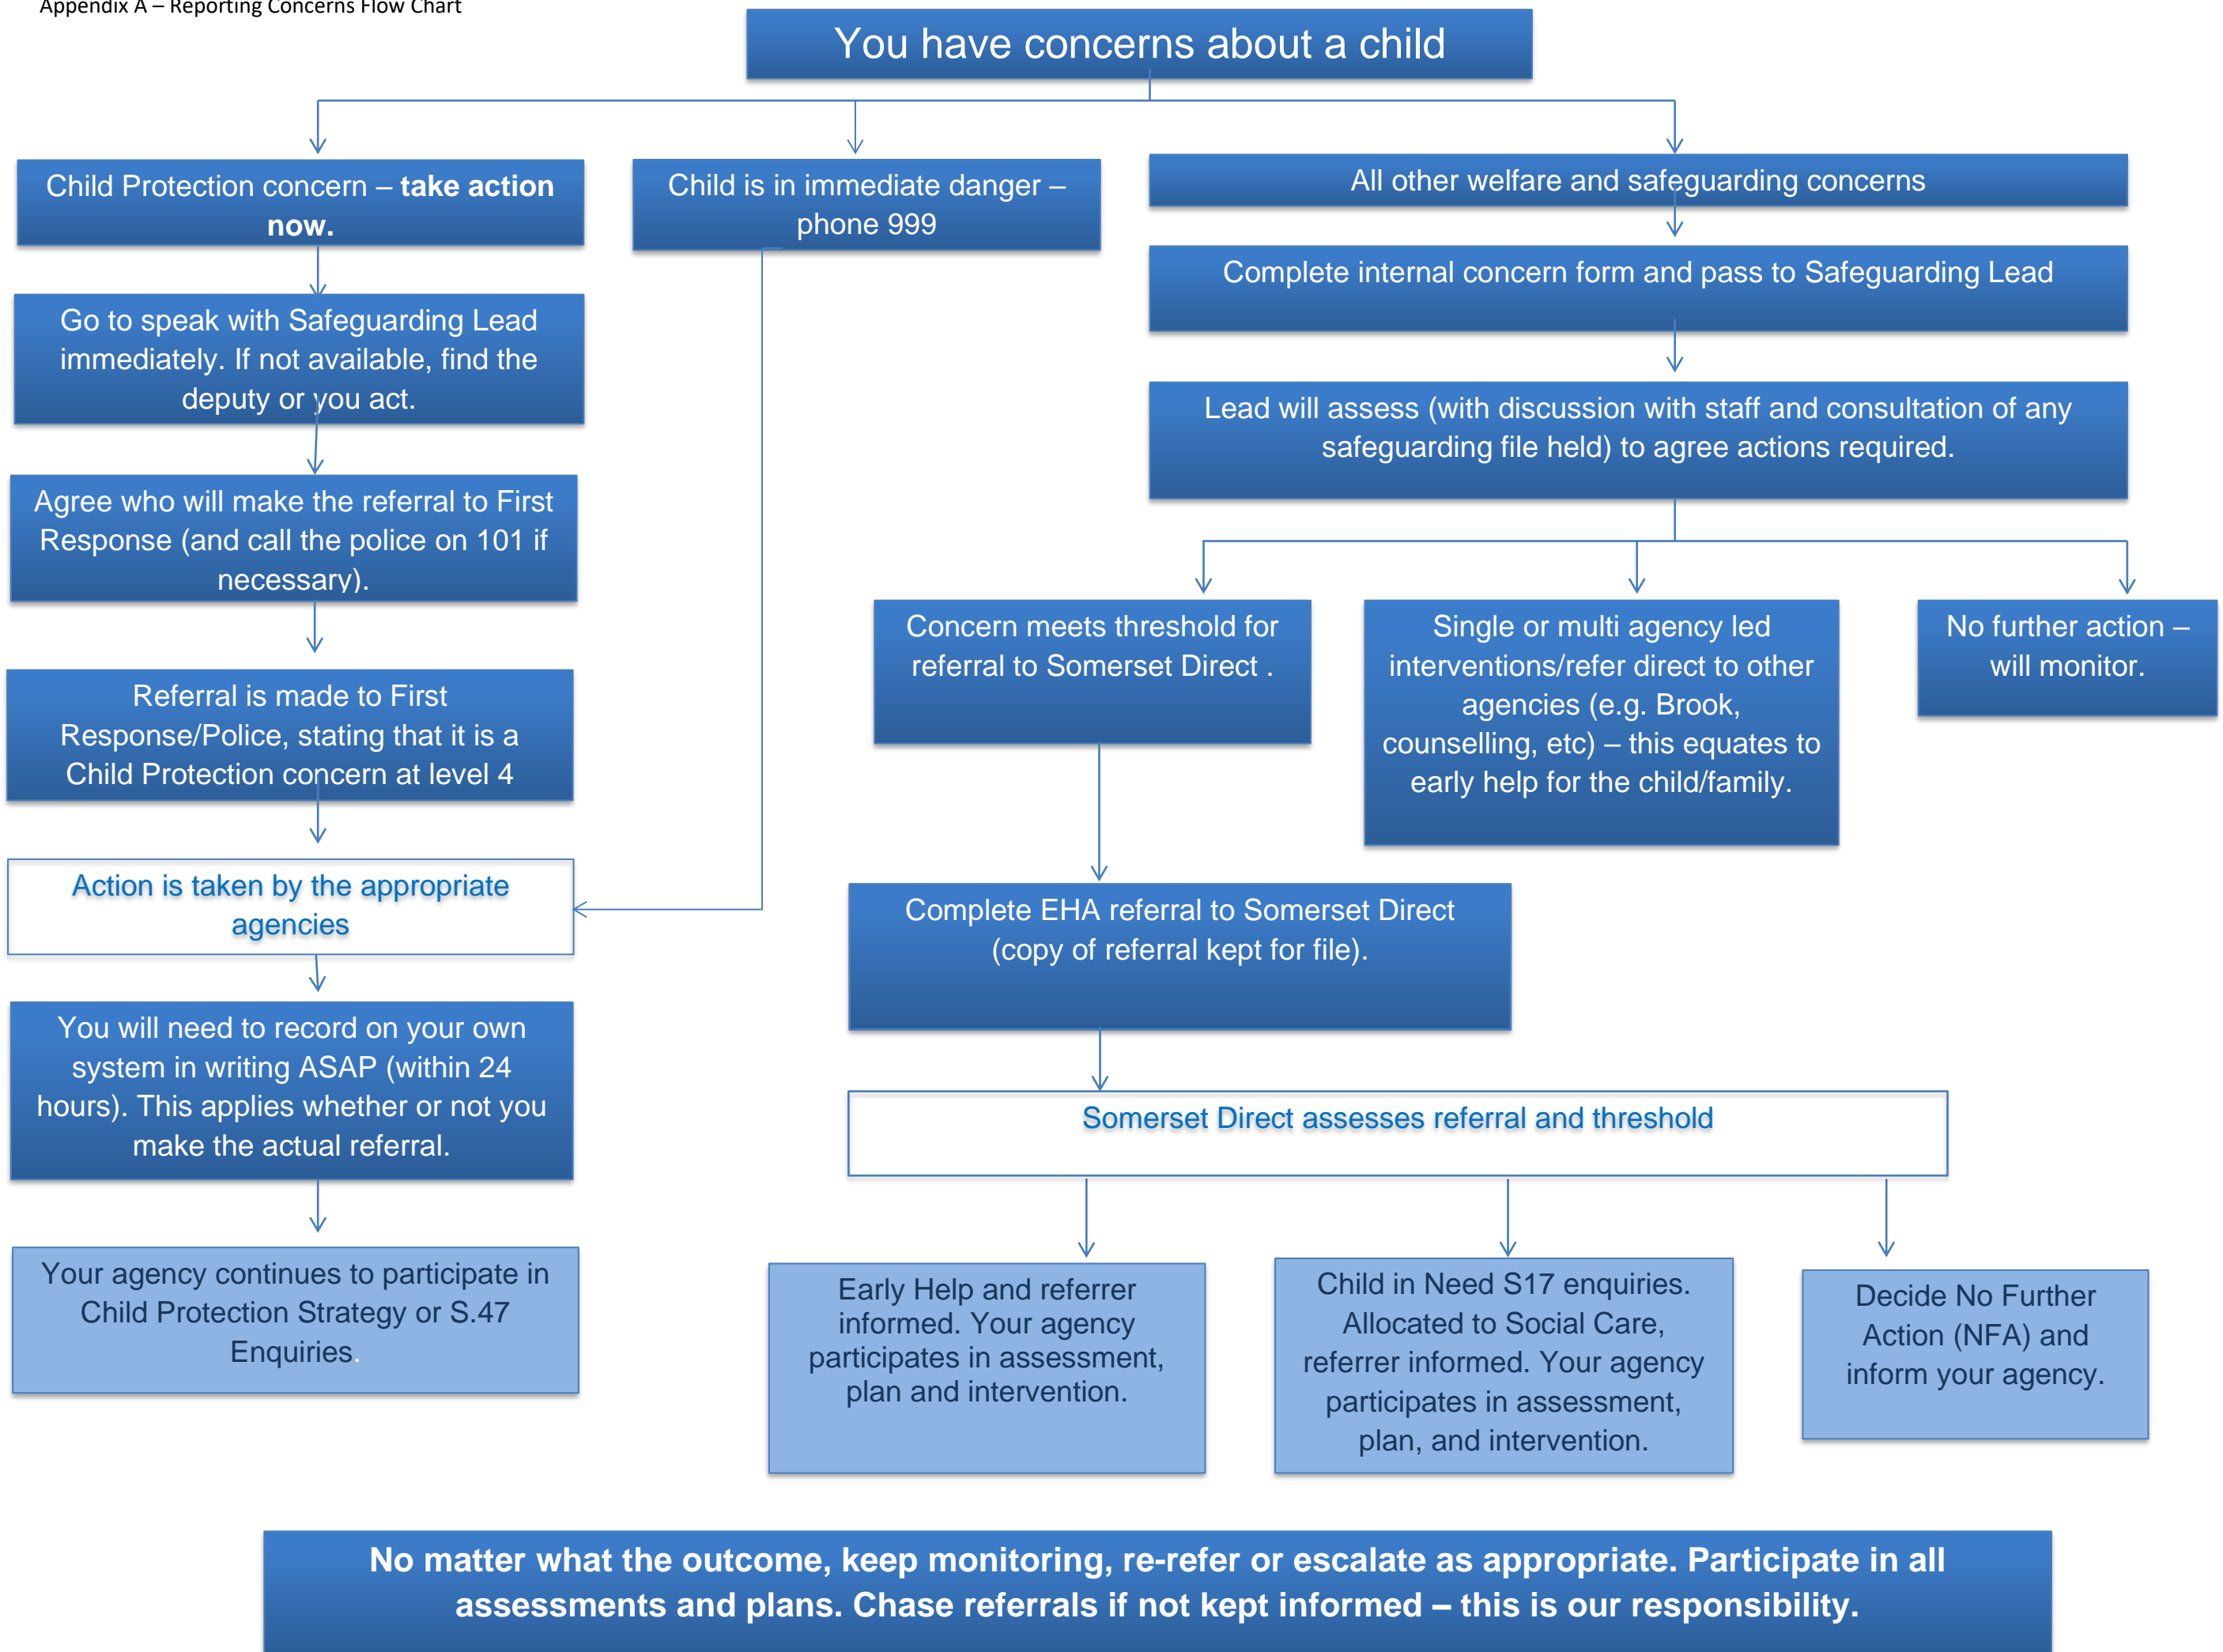 Appendix A – Reporting Concerns Flow Chart
You have concerns about a child
Child Protection concern – take action
now.
Child is in immediate danger –
phone 999
All other welfare and safeguarding concerns
Go to speak with Safeguarding Lead
immediately. If not available, find the
deputy or you act.
Complete internal concern form and pass to Safeguarding Lead
Lead will assess (with discussion with staff and consultation of any
safeguarding file held) to agree actions required.
Agree who will make the referral to First
Response (and call the police on 101 if
necessary).
Concern meets threshold for
referral to Somerset Direct .
Single or multi agency led
interventions/refer direct to other
agencies (e.g. Brook,
counselling, etc) – this equates to
early help for the child/family.
No further action –
will monitor.
Referral is made to First
Response/Police, stating that it is a
Child Protection concern at level 4
Action is taken by the appropriate
agencies
Complete EHA referral to Somerset Direct
(copy of referral kept for file).
You will need to record on your own
system in writing ASAP (within 24
hours). This applies whether or not you
make the actual referral.
Somerset Direct assesses referral and threshold
Your agency continues to participate in
Child Protection Strategy or S.47
Enquiries.
Early Help and referrer
informed. Your agency
participates in assessment,
plan and intervention.
Child in Need S17 enquiries.
Allocated to Social Care,
referrer informed. Your agency
participates in assessment,
plan, and intervention.
Decide No Further
Action (NFA) and
inform your agency.
No matter what the outcome, keep monitoring, re-refer or escalate as appropriate. Participate in all
assessments and plans. Chase referrals if not kept informed – this is our responsibility.